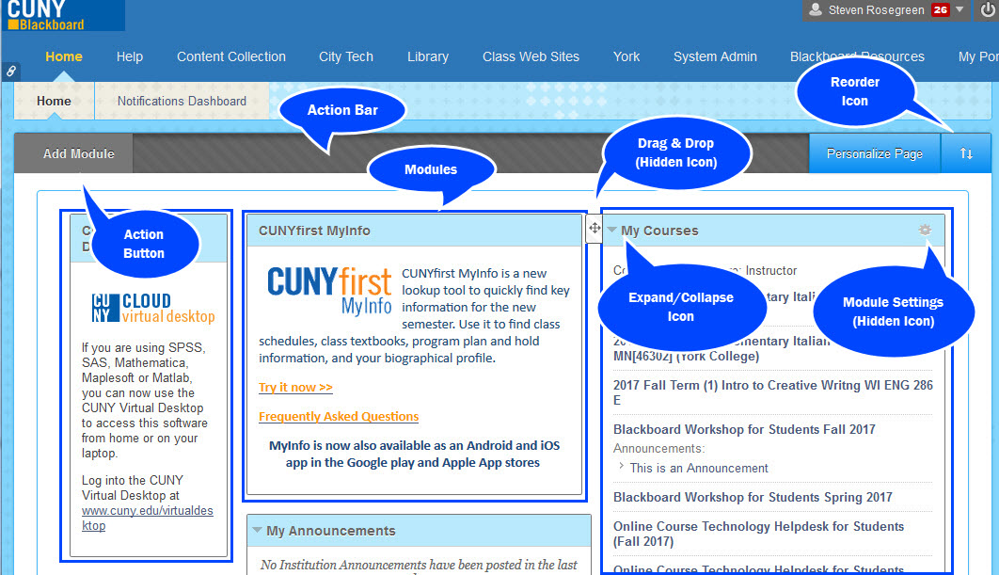 CUNY
Blackboard
Steven Rosegreen 26
Home Help Content Collection City Tech Library Class Web Sites York System Admin Blackboard Resources My Por
Home Notifications Dashboard
Action Bar
Reorder
Icon
Add Module
Personalize Page
Modules
Drag & Drop
(Hidden Icon)
Action
Button
C
D
CUNY
CLOUD
virtual desktop
If you are using SPSS,
SAS, Mathematica,
Maplesoft or Matlab,
you can now use the
CUNY Virtual Desktop
to access this software
from home or on your
laptop.
Log into the CUNY
Virtual Desktop at
www.cuny.edu/virtualdes
ktop
CUNYfirst MyInfo
CUNYfirst
MyInfo
CUNYfirst MyInfo is a new
lookup tool to quickly find key
information for the new
semester. Use it to find class
schedules, class textbooks, program plan and hold
information, and your biographical profile.
Try it now >>
Frequently Asked Questions
MyInfo is now also available as an Android and iOS
app in the Google play and Apple App stores
My Announcements
No Institution Announcements have been posted in the last
My Courses
Instructor
Expand/Collapse
Icon
Module Settings
(Hidden Icon)
tary Itali
20 mentary Italian
MN[46302] (York College)
2017 Fall Term (1) Intro to Creative Writng WI ENG 286
E
Blackboard Workshop for Students Fall 2017
Announcements:
> This is an Announcement
Blackboard Workshop for Students Spring 2017
Online Course Technology Helpdesk for Students
(Fall 2017)
Online Course Technology Helpdesk for Students